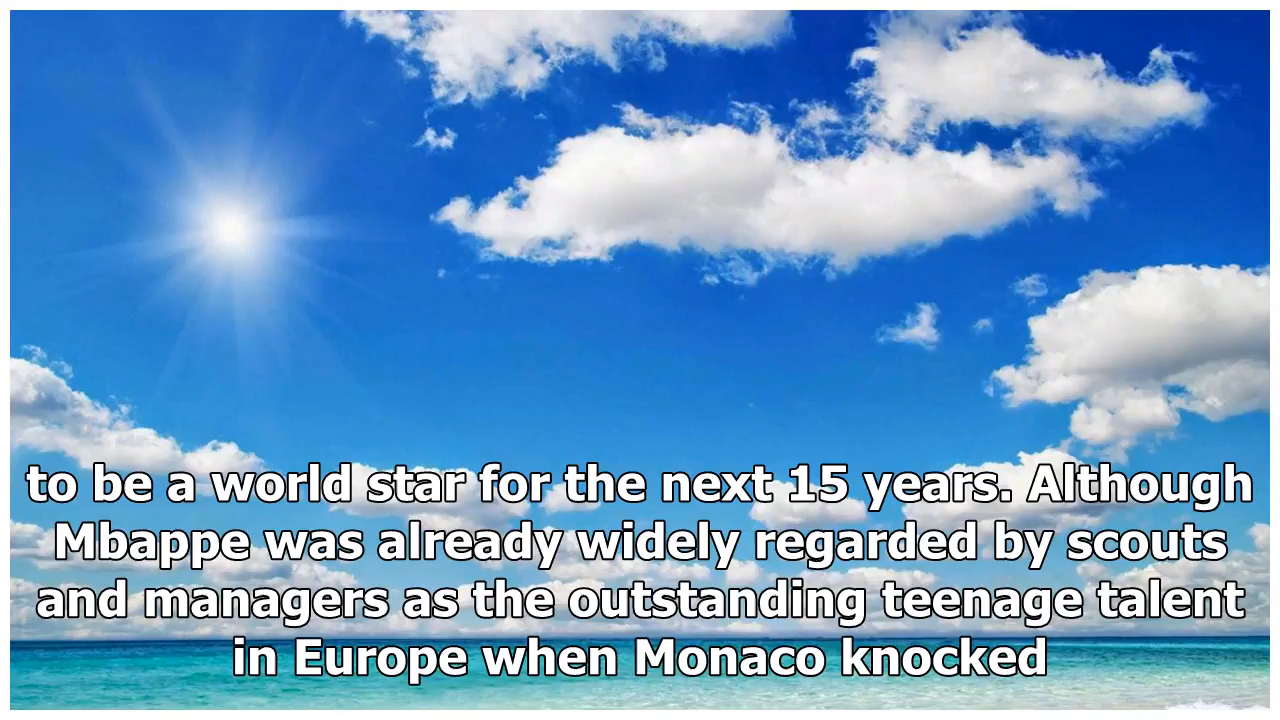 to be a world star for the next 15 years. Although
Mbappe was already widely regarded by scouts
and managers as the outstanding teenage talent
in Europe when Monaco knocked